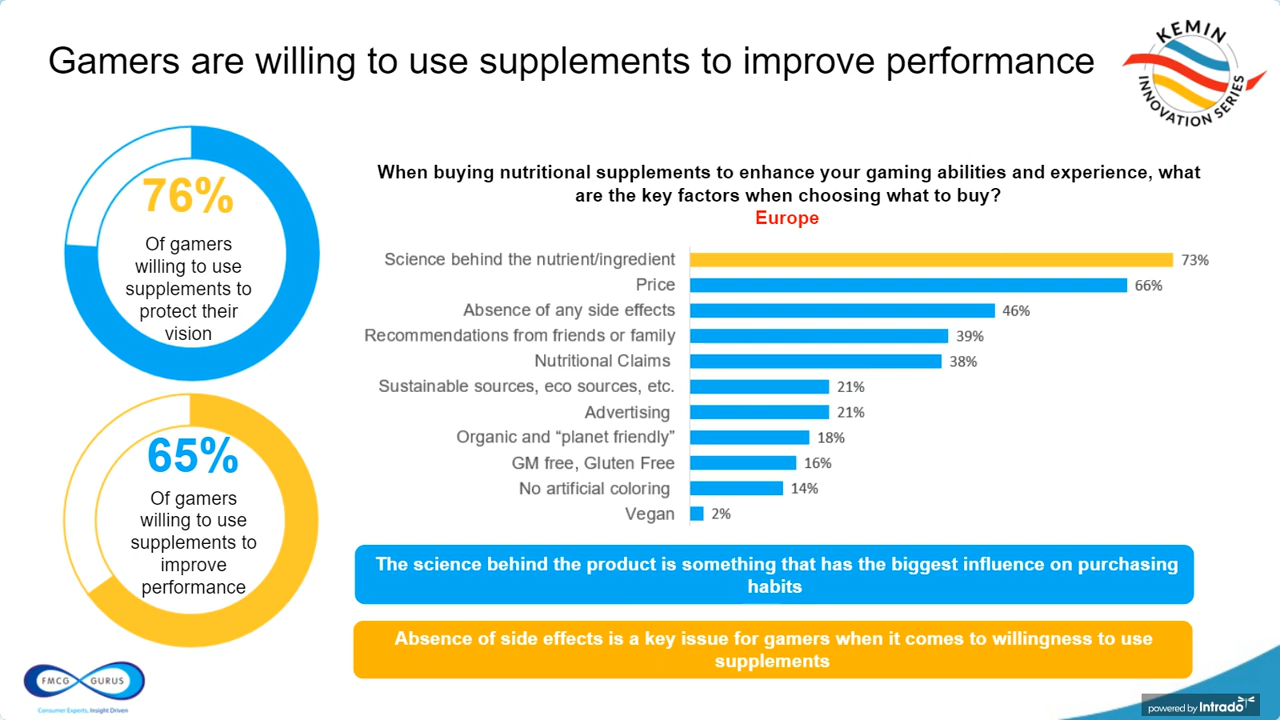 Gamers are willing to use supplements to improve performance
KEMIN
INNOVATION SERIES
76%
Of gamers
willing to use
supplements to
protect their
vision
65%
Of gamers
willing to use
supplements to
improve
performance
When buying nutritional supplements to enhance your gaming abilities and experience, what
are the key factors when choosing what to buy?
Europe
Science behind the nutrient/ingredient 73%
Price 66%
Absence of any side effects 46%
Recommendations from friends or family 39%
Nutritional Claims 38%
Sustainable sources, eco sources, etc. 21%
Advertising 21%
Organic and “planet friendly” 18%
GM free, Gluten Free 16%
No artificial coloring 14%
Vegan 2%
The science behind the product is something that has the biggest influence on purchasing
habits
Absence of side effects is a key issue for gamers when it comes to willingness to use
supplements
FMCG GURUS
Consumer Experts, Insight Driven
powered by Intrado